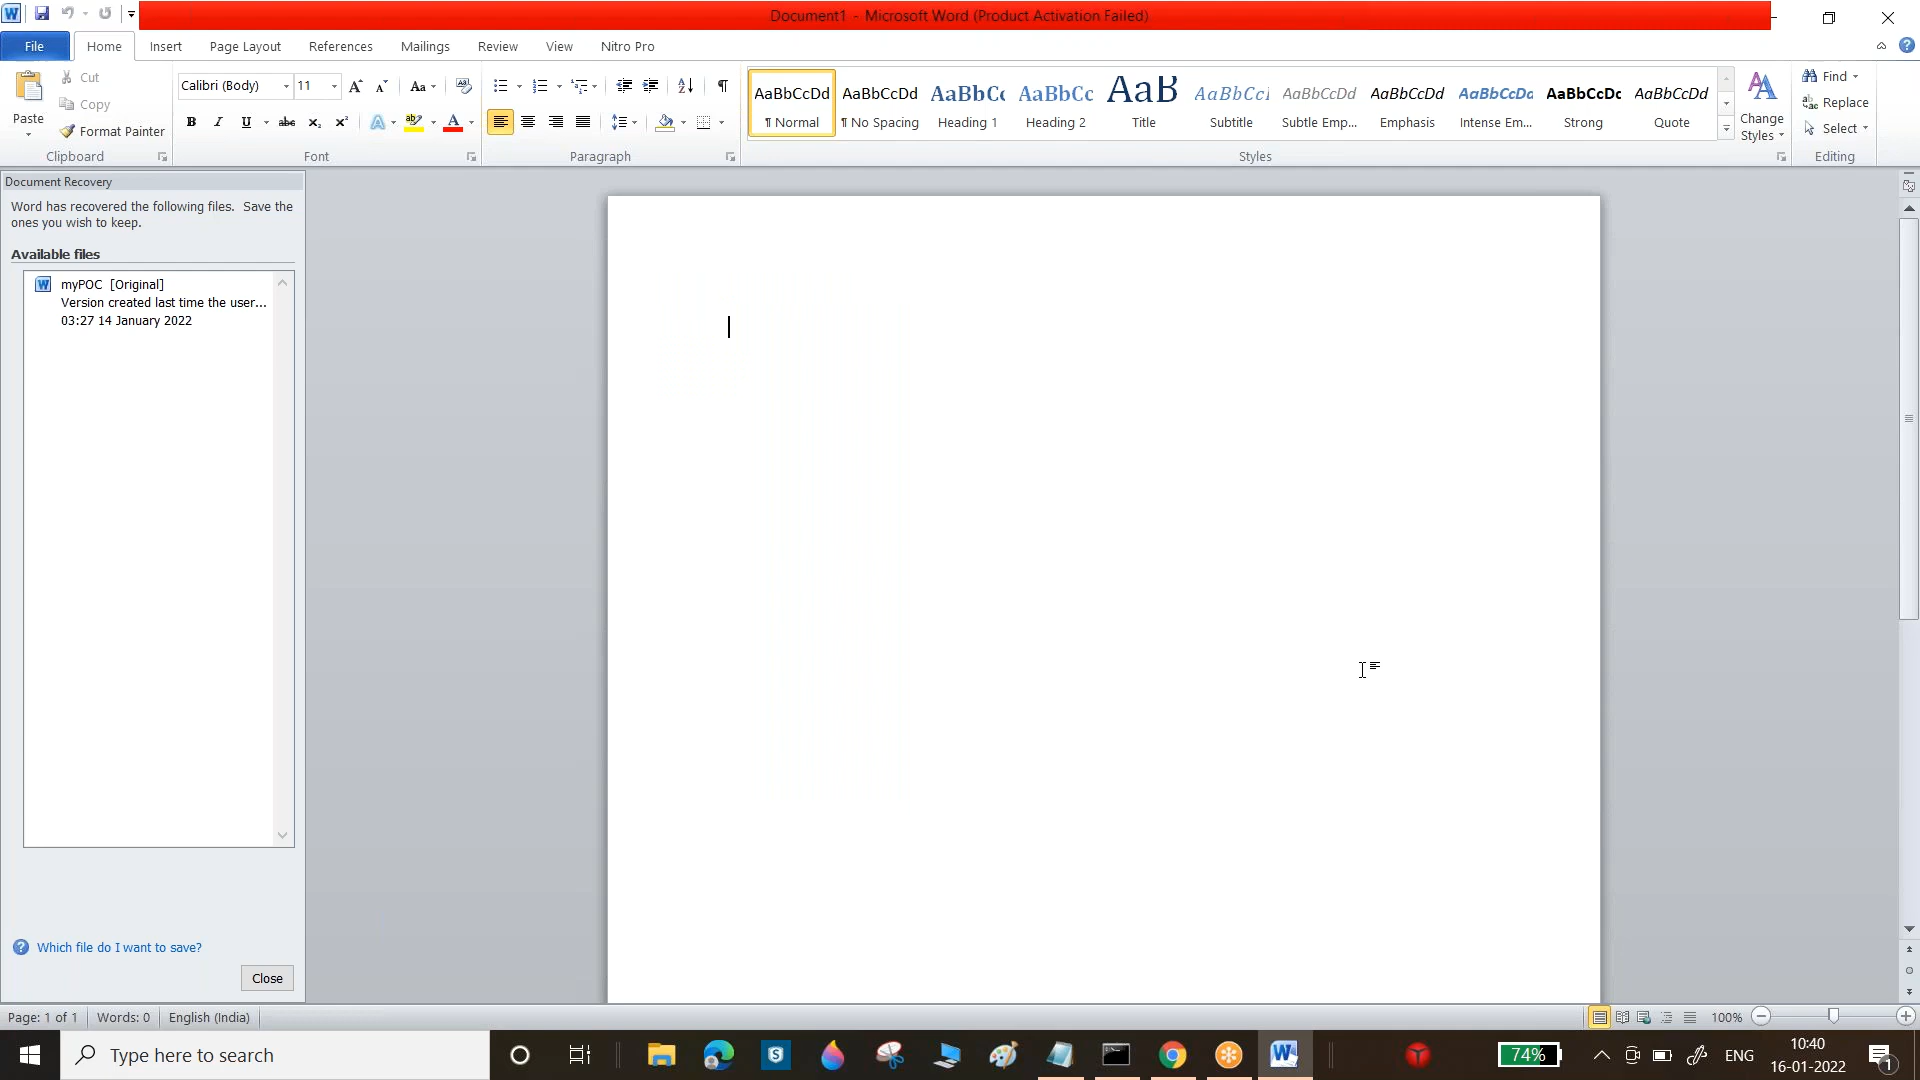 Document1 - Microsoft Word (Product Activation Failed)
File Home Insert Page Layout References Mailings Review View Nitro Pro
Paste
Cut
Copy
Format Painter
Clipboard
Calibri (Body) 11
Font
Paragraph
AaBbCcDd
¶ Normal
AaBbCcDd
¶ No Spacing
AaBbCc
Heading 1
AaBbCc
Heading 2
AaB
Title
AaBbCc
Subtitle
AaBbCcDd
Subtle Emp...
AaBbCcDd
Emphasis
AaBbCcDd
Intense Em...
AaBbCcDc
Strong
AaBbCcDd
Quote
Change
Styles
Styles
Find
Replace
Select
Editing
Document Recovery
Word has recovered the following files. Save the
ones you wish to keep.
Available files
myPOC [Original]
Version created last time the user...
03:27 14 January 2022
Which file do I want to save?
Close
Page: 1 of 1 Words: 0 English (India) 100%
Type here to search
74%
ENG
10:40
16-01-2022
1